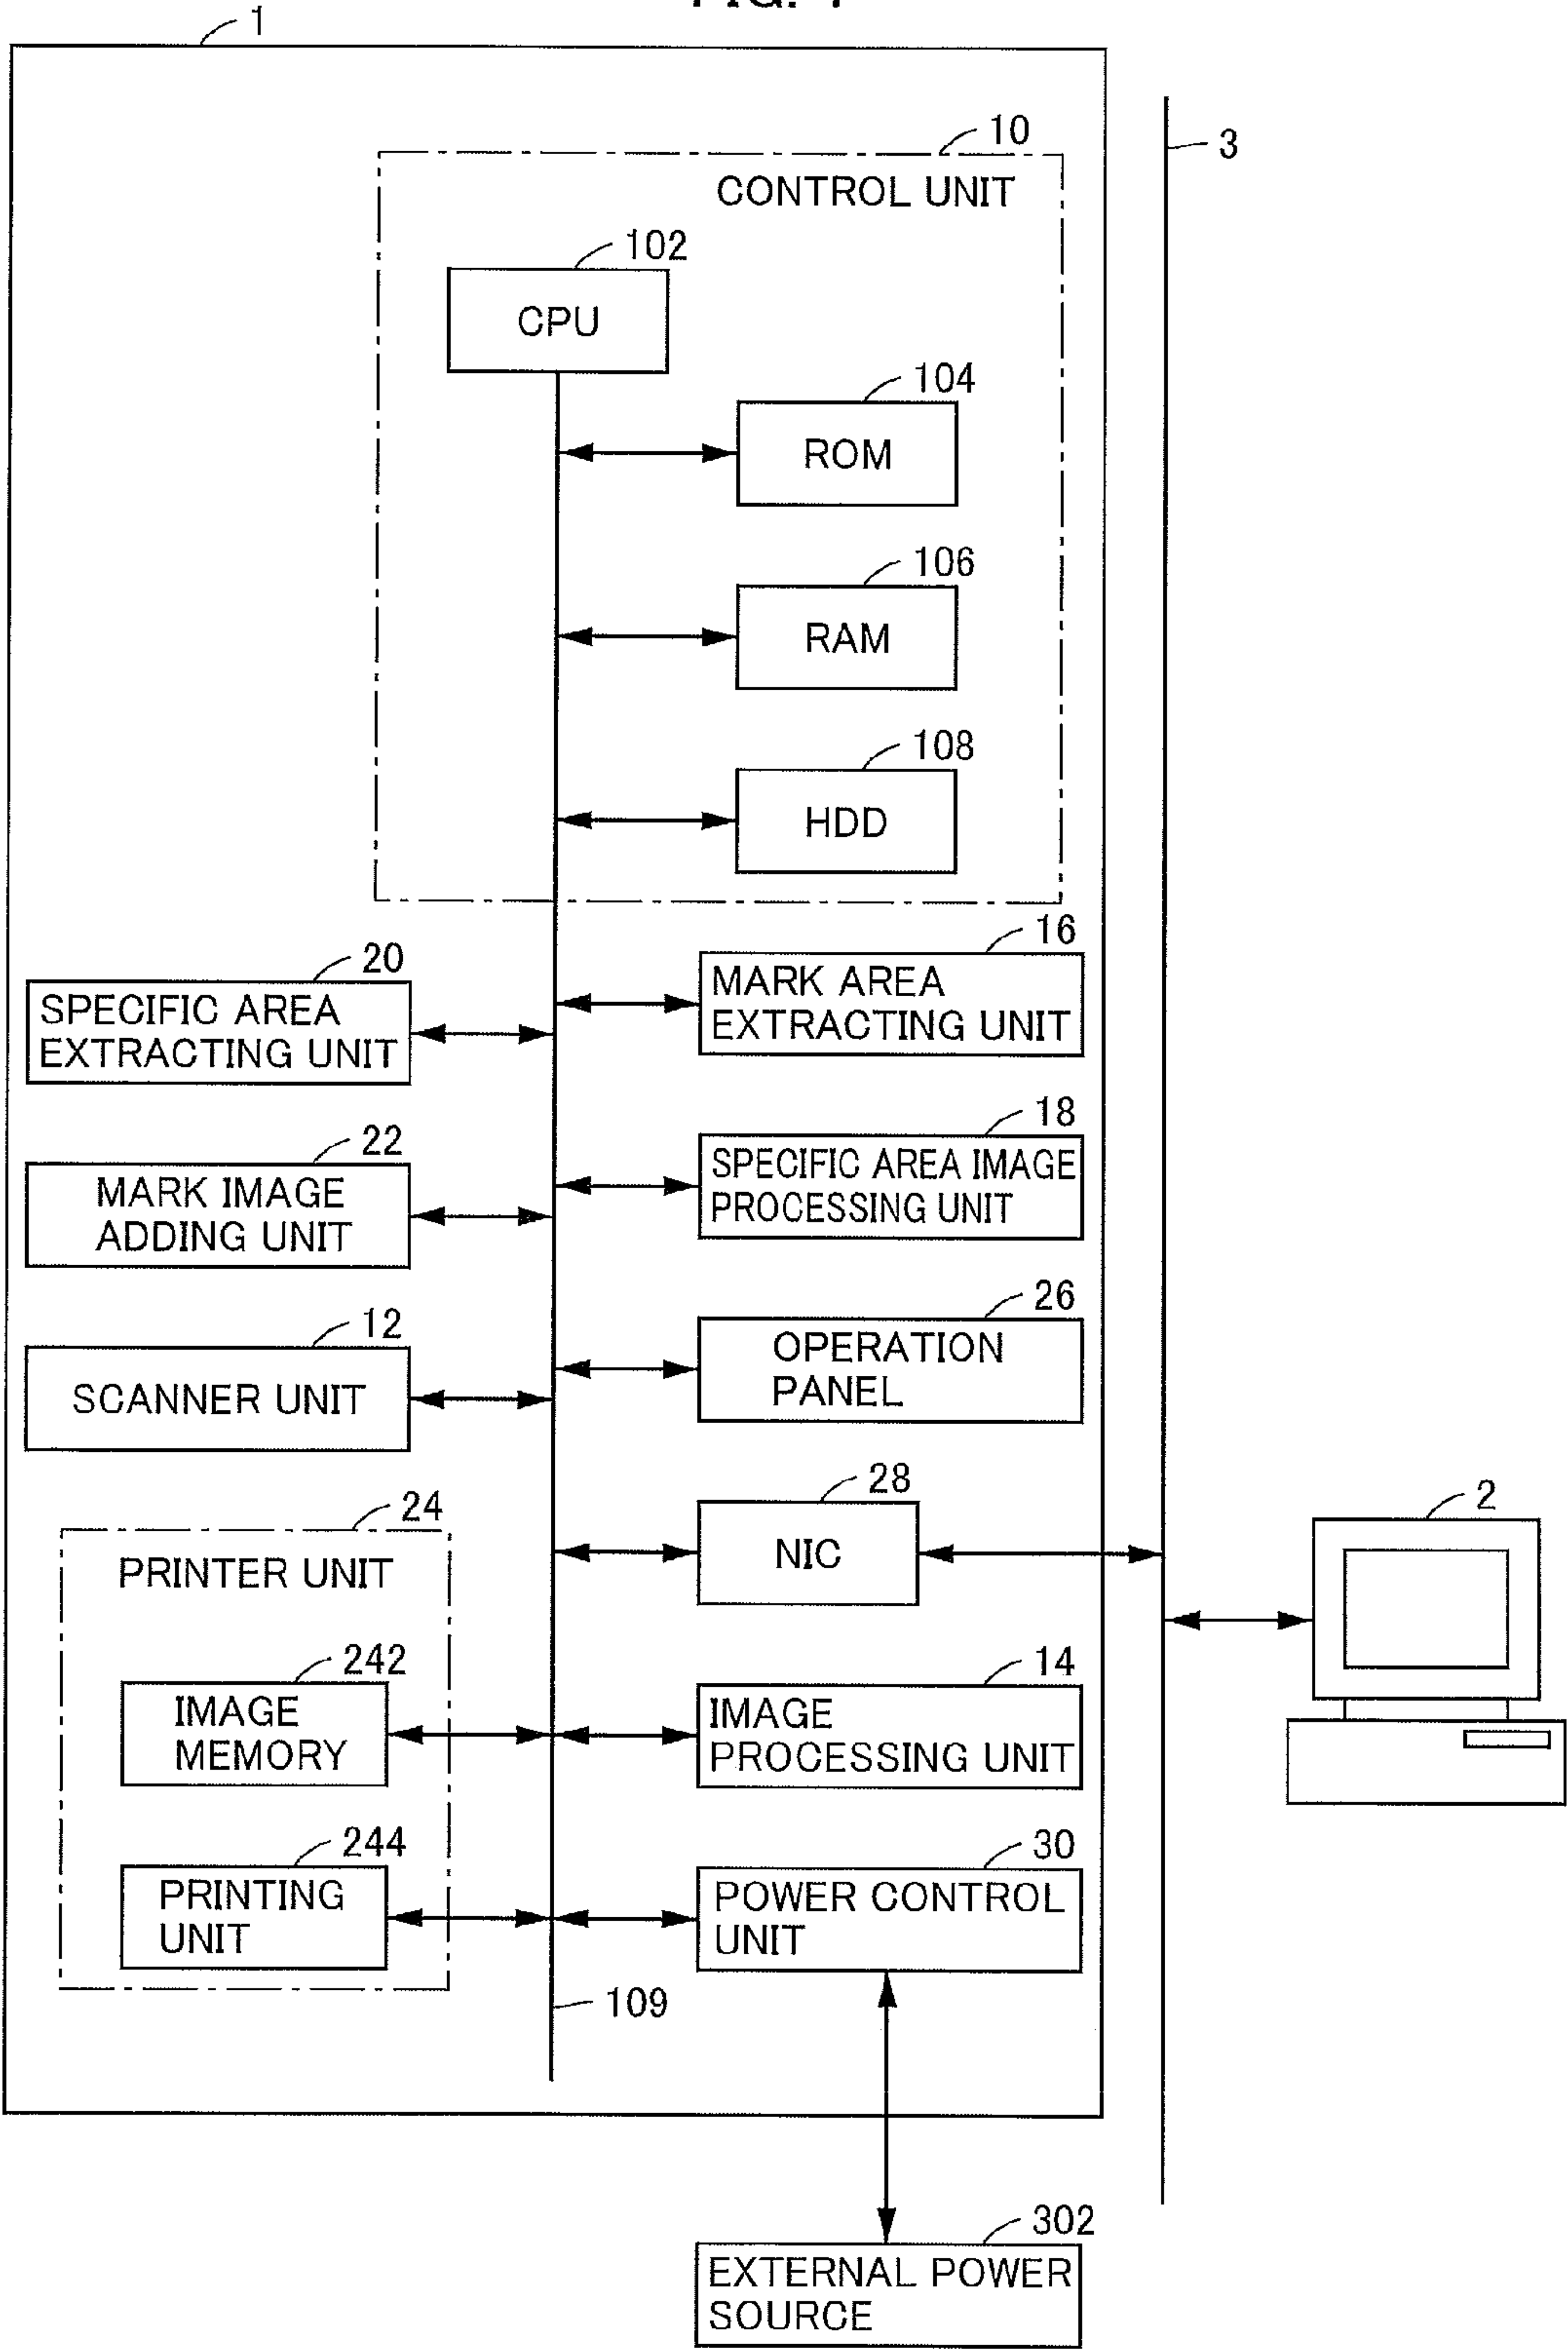 1
10
3
CONTROL UNIT
102
CPU
104
ROM
106
RAM
108
HDD
20
SPECIFIC AREA
EXTRACTING UNIT
16
MARK AREA
EXTRACTING UNIT
22
MARK IMAGE
ADDING UNIT
18
SPECIFIC AREA IMAGE
PROCESSING UNIT
12
SCANNER UNIT
26
OPERATION
PANEL
24
PRINTER UNIT
28
NIC
2
242
IMAGE
MEMORY
14
IMAGE
PROCESSING UNIT
244
PRINTING
UNIT
30
POWER CONTROL
UNIT
109
302
EXTERNAL POWER
SOURCE